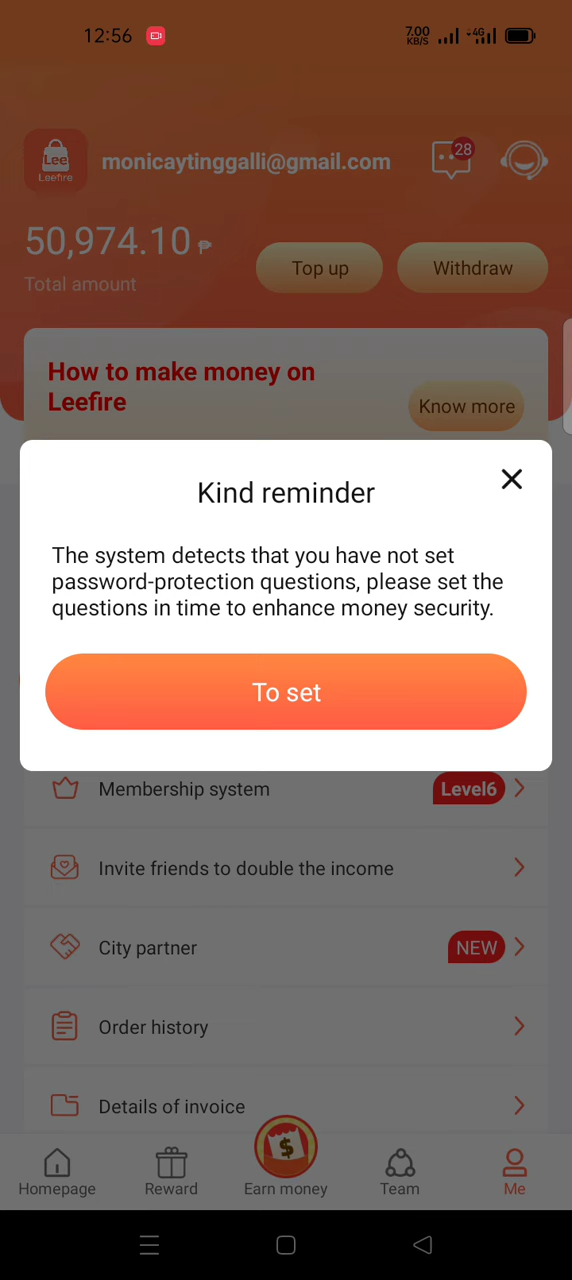 12:56
7.00
KB/S
4G
Lee
Leefire
monicaytinggalli@gmail.com
28
50,974.10 ₱
Total amount
Top up
Withdraw
How to make money on
Leefire
Know more
Kind reminder
The system detects that you have not set
password-protection questions, please set the
questions in time to enhance money security.
To set
Membership system
Level6
Invite friends to double the income
City partner
NEW
Order history
Details of invoice
$
Homepage
Reward
Earn money
Team
Me